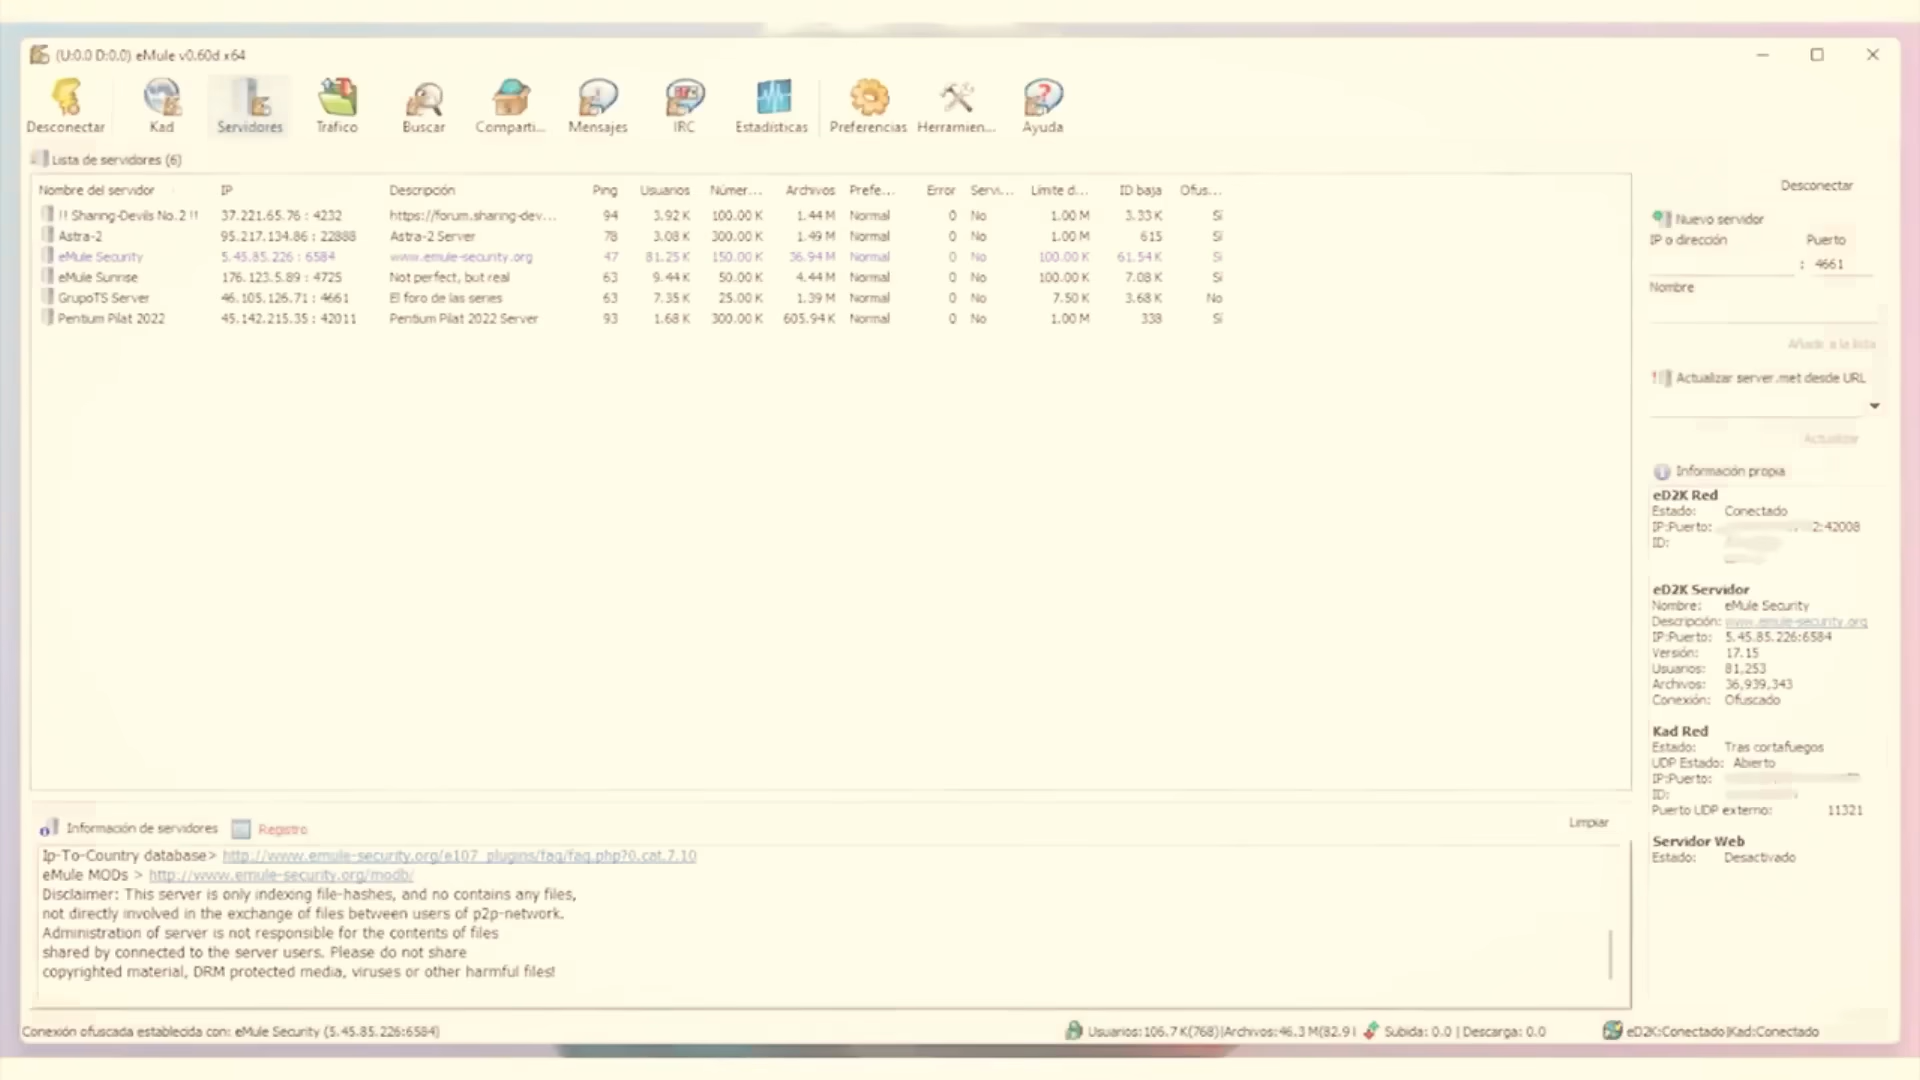 (U:0.0 D:0.0) eMule v0.60d x64
Desconectar Kad Servidores Tráfico Buscar Comparti... Mensajes IRC Estadísticas Preferencias Herramien... Ayuda
Lista de servidores (6)
Nombre del servidor IP Descripción Ping Usuarios Númer... Archivos Prefe... Error Servi... Límite d... ID baja Ofus...
!! Sharing-Devils No.2 !! 37.221.65.76 : 4232 https://forum.sharing-dev... 94 3.92 K 100.00 K 1.44 M Normal 0 No 1.00 M 3.33 K Sí
Astra-2 95.217.134.86 : 22888 Astra-2 Server 78 3.08 K 300.00 K 1.49 M Normal 0 No 1.00 M 615 Sí
eMule Security 5.45.85.226 : 6584 www.emule-security.org 47 81.25 K 150.00 K 36.94 M Normal 0 No 100.00 K 61.54 K Sí
eMule Sunrise 176.123.5.89 : 4725 Not perfect, but real 63 9.44 K 50.00 K 4.44 M Normal 0 No 100.00 K 7.08 K Sí
GrupoTS Server 46.105.126.71 : 4661 El foro de las series 63 7.35 K 25.00 K 1.39 M Normal 0 No 7.50 K 3.68 K No
Pentium Pilat 2022 45.142.215.35 : 42011 Pentium Pilat 2022 Server 93 1.68 K 300.00 K 605.94 K Normal 0 No 1.00 M 338 Sí
Desconectar
Nuevo servidor
IP o dirección Puerto
: 4661
Nombre
Añadir a la lista
Actualizar server.met desde URL
Actualizar
Información propia
eD2K Red
Estado: Conectado
IP:Puerto: 2:42008
ID:
eD2K Servidor
Nombre: eMule Security
Descripción: www.emule-security.org
IP:Puerto: 5.45.85.226:6584
Versión: 17.15
Usuarios: 81,253
Archivos: 36,939,343
Conexión: Ofuscado
Kad Red
Estado: Tras cortafuegos
UDP Estado: Abierto
IP:Puerto:
ID:
Puerto UDP externo: 11321
Servidor Web
Estado: Desactivado
Información de servidores Registro Limpiar
Ip-To-Country database> http://www.emule-security.org/e107_plugins/faq/faq.php?0.cat.7.10
eMule MODs > http://www.emule-security.org/modb/
Disclaimer: This server is only indexing file-hashes, and no contains any files,
not directly involved in the exchange of files between users of p2p-network.
Administration of server is not responsible for the contents of files
shared by connected to the server users. Please do not share
copyrighted material, DRM protected media, viruses or other harmful files!
Conexión ofuscada establecida con: eMule Security (5.45.85.226:6584) Usuarios:106.7 K(768)|Archivos:46.3 M(82.9 Subida: 0.0 | Descarga: 0.0 eD2K:Conectado|Kad:Conectado